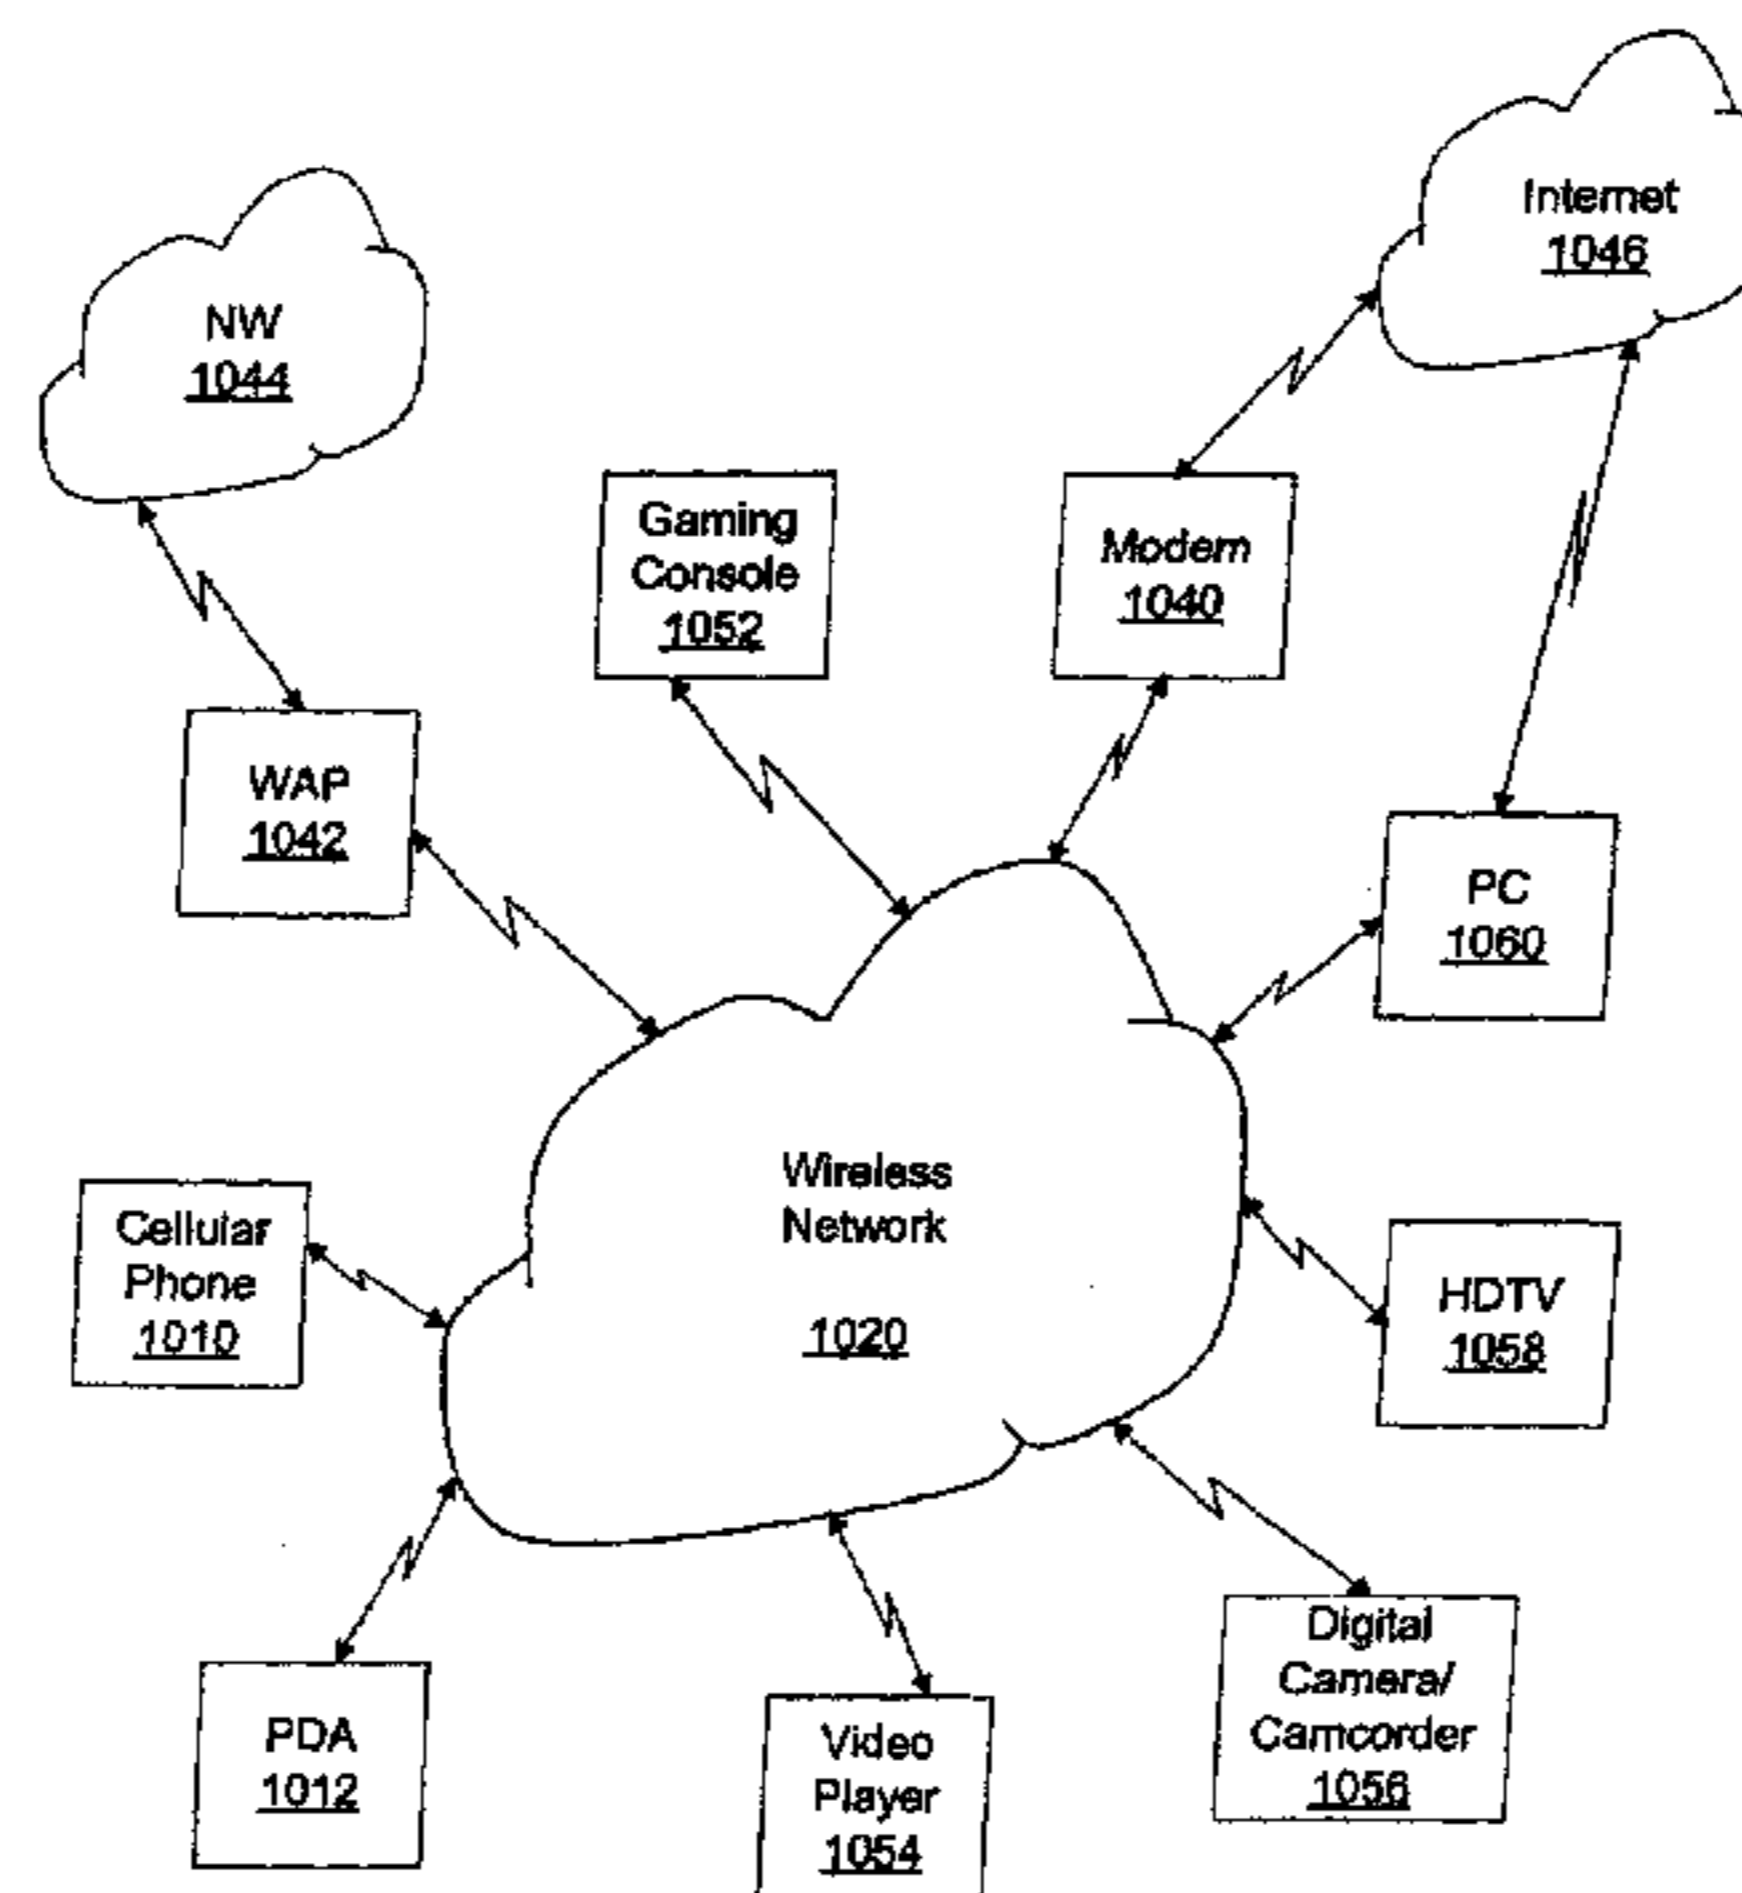 Internet
1046
NW
1044
Gaming
Console
1052
Modem
1040
WAP
1042
PC
1060
Wireless
Network
1020
Cellular
Phone
1010
HDTV
1058
PDA
1012
Video
Player
1054
Digital
Camera/
Camcorder
1056